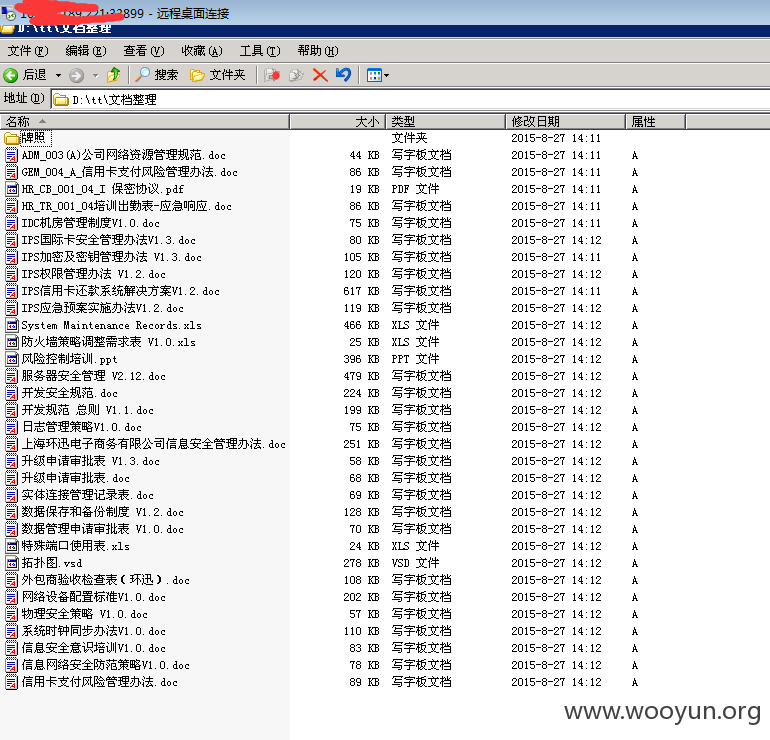 189.221:33899 - 远程桌面连接
D:\tt\文档整理
文件(F) 编辑(E) 查看(V) 收藏(A) 工具(T) 帮助(H)
后退 搜索 文件夹
地址(D) D:\tt\文档整理
名称 大小 类型 修改日期 属性
牌照 文件夹 2015-8-27 14:11
ADM_003(A)公司网络资源管理规范.doc 44 KB 写字板文档 2015-8-27 14:11 A
GEM_004_A_信用卡支付风险管理办法.doc 86 KB 写字板文档 2015-8-27 14:11 A
HR_CB_001_04_I 保密协议.pdf 19 KB PDF 文件 2015-8-27 14:11 A
HR_TR_001_04培训出勤表-应急响应.doc 86 KB 写字板文档 2015-8-27 14:11 A
IDC机房管理制度V1.0.doc 75 KB 写字板文档 2015-8-27 14:11 A
IPS国际卡安全管理办法V1.3.doc 80 KB 写字板文档 2015-8-27 14:12 A
IPS加密及密钥管理办法 V1.3.doc 105 KB 写字板文档 2015-8-27 14:11 A
IPS权限管理办法 V1.2.doc 120 KB 写字板文档 2015-8-27 14:12 A
IPS信用卡还款系统解决方案V1.2.doc 617 KB 写字板文档 2015-8-27 14:11 A
IPS应急预案实施办法V1.2.doc 119 KB 写字板文档 2015-8-27 14:12 A
System Maintenance Records.xls 466 KB XLS 文件 2015-8-27 14:12 A
防火墙策略调整需求表 V1.0.xls 25 KB XLS 文件 2015-8-27 14:12 A
风险控制培训.ppt 396 KB PPT 文件 2015-8-27 14:12 A
服务器安全管理 V2.12.doc 479 KB 写字板文档 2015-8-27 14:12 A
开发安全规范.doc 224 KB 写字板文档 2015-8-27 14:12 A
开发规范 总则 V1.1.doc 199 KB 写字板文档 2015-8-27 14:12 A
日志管理策略V1.0.doc 75 KB 写字板文档 2015-8-27 14:12 A
上海环迅电子商务有限公司信息安全管理办法.doc 251 KB 写字板文档 2015-8-27 14:12 A
升级申请审批表 V1.3.doc 58 KB 写字板文档 2015-8-27 14:12 A
升级申请审批表.doc 68 KB 写字板文档 2015-8-27 14:12 A
实体连接管理记录表.doc 69 KB 写字板文档 2015-8-27 14:12 A
数据保存和备份制度 V1.2.doc 128 KB 写字板文档 2015-8-27 14:12 A
数据管理申请审批表 V1.0.doc 70 KB 写字板文档 2015-8-27 14:12 A
特殊端口使用表.xls 24 KB XLS 文件 2015-8-27 14:12 A
拓扑图.vsd 278 KB VSD 文件 2015-8-27 14:12 A
外包商验收检查表(环迅).doc 108 KB 写字板文档 2015-8-27 14:12 A
网络设备配置标准V1.0.doc 202 KB 写字板文档 2015-8-27 14:12 A
物理安全策略 V1.0.doc 57 KB 写字板文档 2015-8-27 14:12 A
系统时钟同步办法V1.0.doc 110 KB 写字板文档 2015-8-27 14:12 A
信息安全意识培训V1.0.doc 83 KB 写字板文档 2015-8-27 14:12 A
信息网络安全防范策略V1.0.doc 78 KB 写字板文档 2015-8-27 14:12 A
信用卡支付风险管理办法.doc 89 KB 写字板文档 2015-8-27 14:12 A
www.wooyun.org